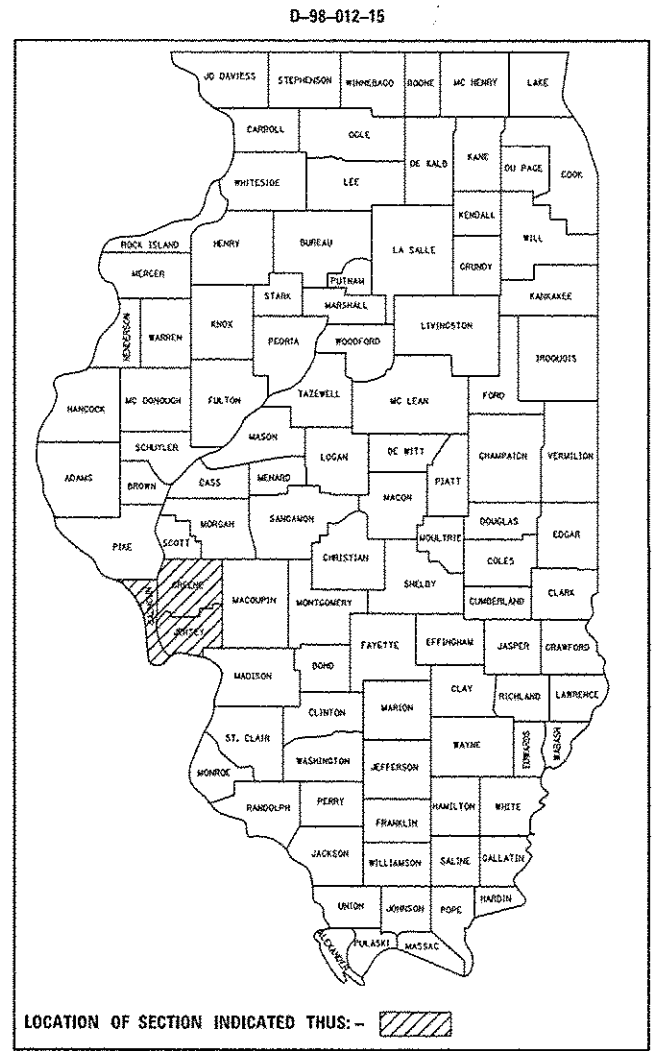 D-98-012-15
JO DAVIESS STEPHENSON WINNEBAGO BOONE MC HENRY LAKE
CARROLL OGLE
DE KALB KANE DU PAGE COOK
WHITESIDE LEE
KENDALL WILL
ROCK ISLAND HENRY BUREAU LA SALLE GRUNDY
MERCER PUTNAM
STARK MARSHALL KANKAKEE
HENDERSON WARREN KNOX PEORIA WOODFORD LIVINGSTON IROQUOIS
HANCOCK MC DONOUGH FULTON TAZEWELL MC LEAN FORD
SCHUYLER MASON
ADAMS BROWN CASS MENARD LOGAN DE WITT CHAMPAIGN VERMILION
MACON PIATT
PIKE SCOTT MORGAN SANGAMON DOUGLAS EDGAR
CHRISTIAN MOULTRIE COLES
CALHOUN GREENE MACOUPIN MONTGOMERY SHELBY CUMBERLAND CLARK
JERSEY FAYETTE EFFINGHAM JASPER CRAWFORD
MADISON BOND CLAY RICHLAND LAWRENCE
CLINTON MARION
ST. CLAIR WASHINGTON WAYNE EDWARDS WABASH
MONROE JEFFERSON
RANDOLPH PERRY HAMILTON WHITE
FRANKLIN
JACKSON WILLIAMSON SALINE GALLATIN
UNION JOHNSON POPE HARDIN
ALEXANDER PULASKI MASSAC
LOCATION OF SECTION INDICATED THUS: -